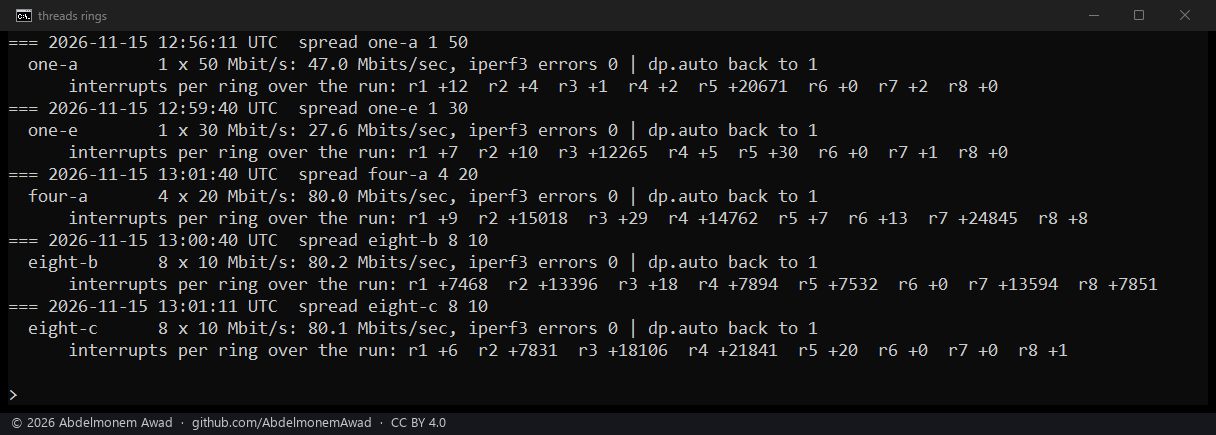 threads rings
=== 2026-11-15 12:56:11 UTC  spread one-a 1 50
  one-a        1 x 50 Mbit/s: 47.0 Mbits/sec, iperf3 errors 0 | dp.auto back to 1
      interrupts per ring over the run: r1 +12  r2 +4  r3 +1  r4 +2  r5 +20671  r6 +0  r7 +2  r8 +0
=== 2026-11-15 12:59:40 UTC  spread one-e 1 30
  one-e        1 x 30 Mbit/s: 27.6 Mbits/sec, iperf3 errors 0 | dp.auto back to 1
      interrupts per ring over the run: r1 +7  r2 +10  r3 +12265  r4 +5  r5 +30  r6 +0  r7 +1  r8 +0
=== 2026-11-15 13:01:40 UTC  spread four-a 4 20
  four-a       4 x 20 Mbit/s: 80.0 Mbits/sec, iperf3 errors 0 | dp.auto back to 1
      interrupts per ring over the run: r1 +9  r2 +15018  r3 +29  r4 +14762  r5 +7  r6 +13  r7 +24845  r8 +8
=== 2026-11-15 13:00:40 UTC  spread eight-b 8 10
  eight-b      8 x 10 Mbit/s: 80.2 Mbits/sec, iperf3 errors 0 | dp.auto back to 1
      interrupts per ring over the run: r1 +7468  r2 +13396  r3 +18  r4 +7894  r5 +7532  r6 +0  r7 +13594  r8 +7851
=== 2026-11-15 13:01:11 UTC  spread eight-c 8 10
  eight-c      8 x 10 Mbit/s: 80.1 Mbits/sec, iperf3 errors 0 | dp.auto back to 1
      interrupts per ring over the run: r1 +6  r2 +7831  r3 +18106  r4 +21841  r5 +20  r6 +0  r7 +0  r8 +1
>
© 2026 Abdelmonem Awad · github.com/AbdelmonemAwad · CC BY 4.0